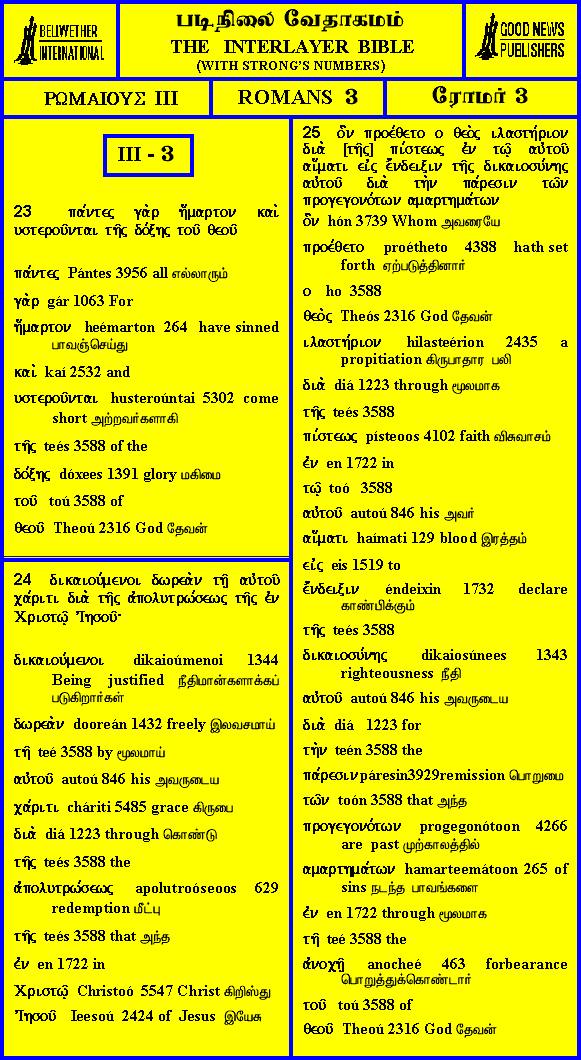 BELLWETHER
INTERNATIONAL
படிநிலை வேதாகமம்
THE INTERLAYER BIBLE
(WITH STRONG'S NUMBERS)
GOOD NEWS
PUBLISHERS
ΡΩΜΑΙΟΥΣ III
ROMANS 3
ரோமர் 3
III - 3
23 πάντες γὰρ ἥμαρτον καὶ
υστεροῦνται τῆς δόξης τοῦ θεοῦ
πάντες Pántes 3956 all எல்லாரும்
γὰρ gár 1063 For
ἥμαρτον heémarton 264 have sinned
பாவஞ்செய்து
καὶ kaí 2532 and
υστεροῦνται husteroúntai 5302 come
short அற்றவர்களாகி
τῆς teés 3588 of the
δόξης dóxees 1391 glory மகிமை
τοῦ toú 3588 of
θεοῦ Theoú 2316 God தேவன்
24 δικαιούμενοι δωρεὰν τῇ αὐτοῦ
χάριτι διὰ τῆς ἀπολυτρώσεως τῆς ἐν
Χριστῷ Ἰησοῦ·
δικαιούμενοι dikaioúmenoi 1344
Being justified நீதிமான்களாக்கப்
படுகிறார்கள்
δωρεὰν dooreán 1432 freely இலவசமாய்
τῇ teé 3588 by மூலமாய்
αὐτοῦ autoú 846 his அவருடைய
χάριτι cháriti 5485 grace கிருபை
διὰ diá 1223 through கொண்டு
τῆς teés 3588 the
ἀπολυτρώσεως apolutroóseoos 629
redemption மீட்பு
τῆς teés 3588 that அந்த
ἐν en 1722 in
Χριστῷ Christoó 5547 Christ கிறிஸ்து
Ἰησοῦ Ieesoú 2424 of Jesus இயேசு
25 ὃν προέθετο ο θεὸς ιλαστήριον
διὰ [τῆς] πίστεως ἐν τῷ αὐτοῦ
αἵματι εἰς ἔνδειξιν τῆς δικαιοσύνης
αὐτοῦ διὰ τὴν πάρεσιν τῶν
προγεγονότων αμαρτημάτων
ὃν hón 3739 Whom அவரையே
προέθετο proétheto 4388 hath set
forth ஏற்படுத்தினார்
ο ho 3588
θεὸς Theós 2316 God தேவன்
ιλαστήριον hilasteérion 2435 a
propitiation கிருபாதார பலி
διὰ diá 1223 through மூலமாக
τῆς teés 3588
πίστεως písteoos 4102 faith விசுவாசம்
ἐν en 1722 in
τῷ toó 3588
αὐτοῦ autoú 846 his அவர்
αἵματι haímati 129 blood இரத்தம்
εἰς eis 1519 to
ἔνδειξιν éndeixin 1732 declare
காண்பிக்கும்
τῆς teés 3588
δικαιοσύνης dikaiosúnees 1343
righteousness நீதி
αὐτοῦ autoú 846 his அவருடைய
διὰ diá 1223 for
τὴν teén 3588 the
πάρεσιν páresin3929remission பொறுமை
τῶν toón 3588 that அந்த
προγεγονότων progegonótoon 4266
are past முற்காலத்தில்
αμαρτημάτων hamarteemátoon 265 of
sins நடந்த பாவங்களை
ἐν en 1722 through மூலமாக
τῇ teé 3588 the
ἀνοχῇ anocheé 463 forbearance
பொறுத்துக்கொண்டார்
τοῦ toú 3588 of
θεοῦ Theoú 2316 God தேவன்